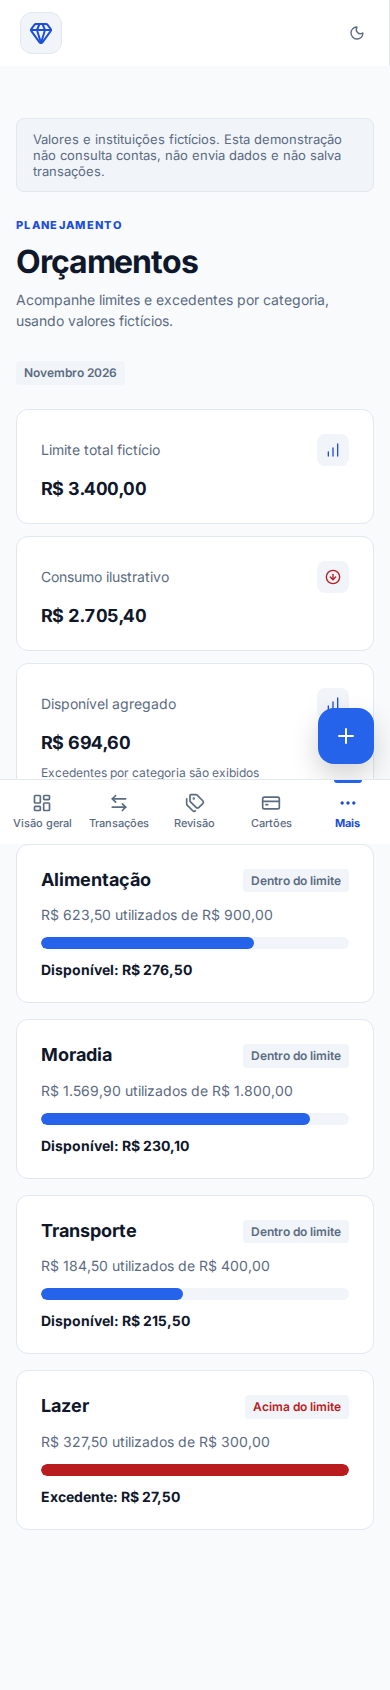 Valores e instituições fictícios. Esta demonstração
não consulta contas, não envia dados e não salva
transações.
PLANEJAMENTO
Orçamentos
Acompanhe limites e excedentes por categoria,
usando valores fictícios.
Novembro 2026
Limite total fictício
R$ 3.400,00
Consumo ilustrativo
R$ 2.705,40
Disponível agregado
R$ 694,60
Excedentes por categoria são exibidos
Visão geral
Transações
Revisão
Cartões
Mais
Alimentação
Dentro do limite
R$ 623,50 utilizados de R$ 900,00
Disponível: R$ 276,50
Moradia
Dentro do limite
R$ 1.569,90 utilizados de R$ 1.800,00
Disponível: R$ 230,10
Transporte
Dentro do limite
R$ 184,50 utilizados de R$ 400,00
Disponível: R$ 215,50
Lazer
Acima do limite
R$ 327,50 utilizados de R$ 300,00
Excedente: R$ 27,50